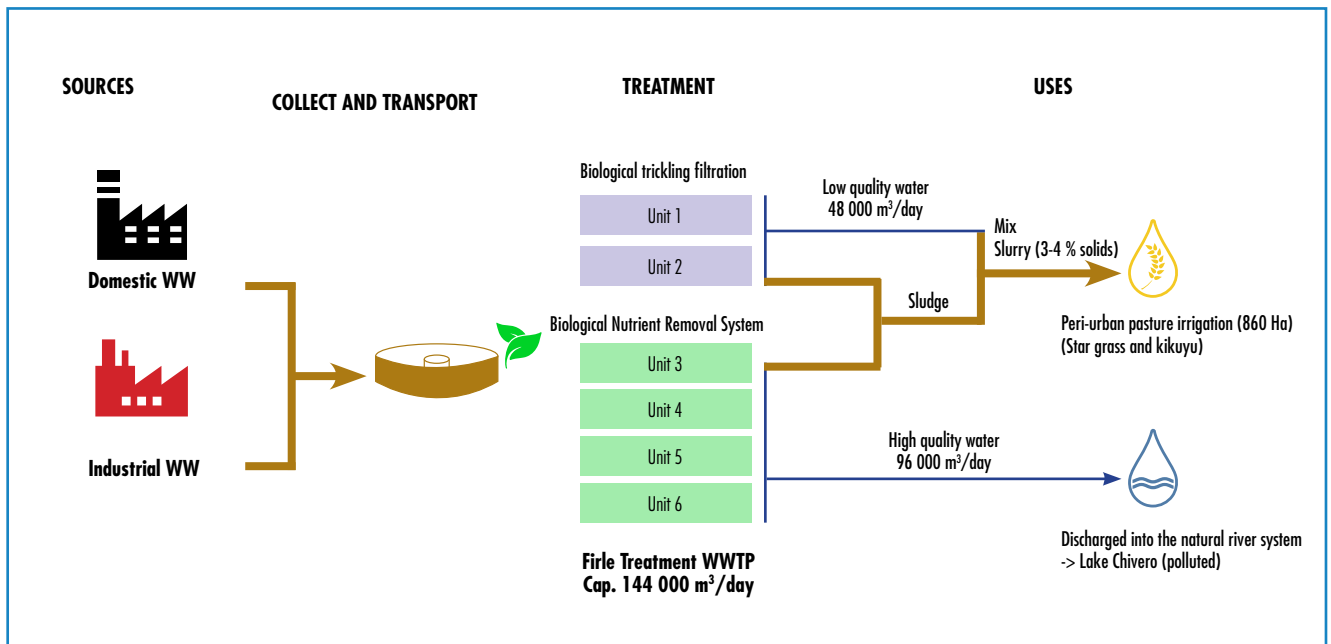 SOURCES
COLLECT AND TRANSPORT
TREATMENT
USES
Domestic WW
Industrial WW
Biological trickling filtration
Unit 1
Unit 2
Biological Nutrient Removal System
Unit 3
Unit 4
Unit 5
Unit 6
Firle Treatment WWTP
Cap. 144 000 m³/day
Low quality water
48 000 m³/day
Sludge
Mix
Slurry (3-4 % solids)
High quality water
96 000 m³/day
Peri-urban pasture irrigation (860 Ha)
(Star grass and kikuyu)
Discharged into the natural river system
-> Lake Chivero (polluted)